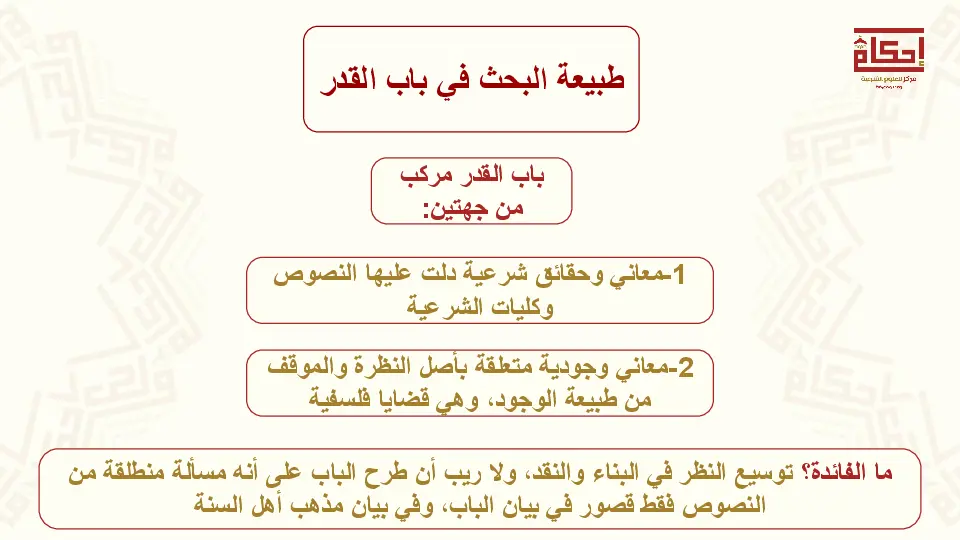 إحكام
مركز للعلوم الشرعية
طبيعة البحث في باب القدر
باب القدر مركب
من جهتين:
1-معاني وحقائق شرعية دلت عليها النصوص
وكليات الشرعية
2-معاني وجودية متعلقة بأصل النظرة والموقف
من طبيعة الوجود، وهي قضايا فلسفية
ما الفائدة؟ توسيع النظر في البناء والنقد، ولا ريب أن طرح الباب على أنه مسألة منطلقة من
النصوص فقط قصور في بيان الباب، وفي بيان مذهب أهل السنة